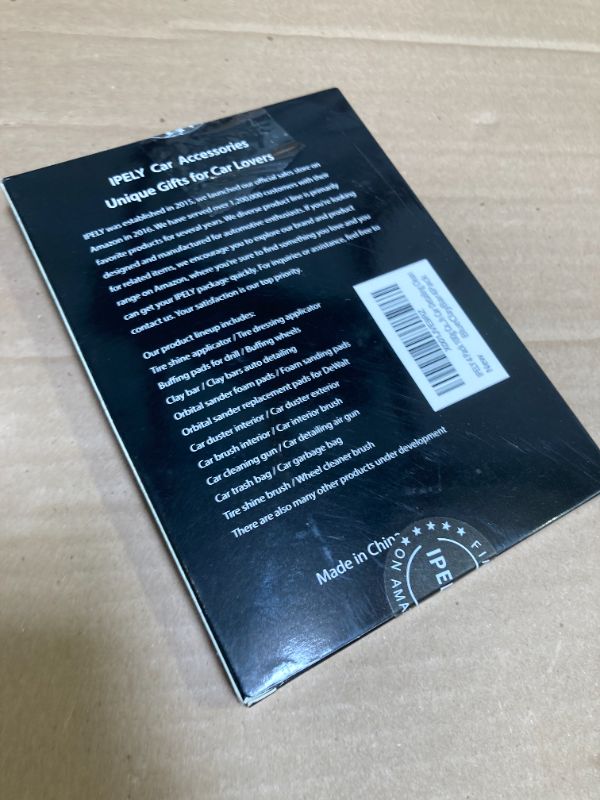 IPELY Car Accessories
Unique Gifts for Car Lovers
IPELY was established in 2015, we launched our official sales store on
Amazon in 2016. We have served over 1,200,000 customers with their
favorite products for several years. We diverse product line is primarily
designed and manufactured for automotive enthusiasts. If you're looking
for related items, we encourage you to explore our brand and product
range on Amazon, where you're sure to find something you love and you
can get your IPELY package quickly. For inquiries or assistance, feel free to
contact us. Your satisfaction is our top priority.
Our product lineup includes:
Tire shine applicator / Tire dressing applicator
Buffing pads for drill / Buffing wheels
Clay bar / Clay bars auto detailing
Orbital sander foam pads / Foam sanding pads
Orbital sander replacement pads for DeWalt
Car duster interior / Car duster exterior
Car brush interior / Car interior brush
Car cleaning gun / Car detailing air gun
Car trash bag / Car garbage bag
Tire shine brush / Wheel cleaner brush
There are also many other products under development
Made in China
IPELY 4 Pack
New
IPE
ON AMA